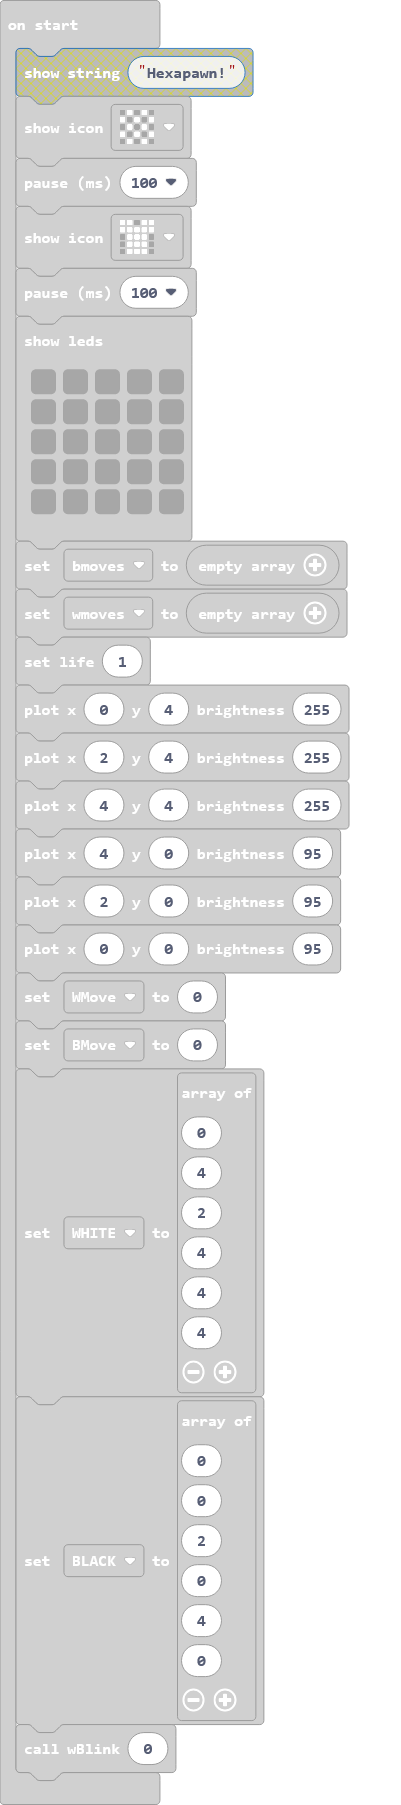 on start
show string "Hexapawn!"
show icon
pause (ms) 100
show icon
pause (ms) 100
show leds
set bmoves to empty array
set wmoves to empty array
set life 1
plot x 0 y 4 brightness 255
plot x 2 y 4 brightness 255
plot x 4 y 4 brightness 255
plot x 4 y 0 brightness 95
plot x 2 y 0 brightness 95
plot x 0 y 0 brightness 95
set WMove to 0
set BMove to 0
array of
0
4
2
set WHITE to 4
4
4
array of
0
0
2
set BLACK to 0
4
0
call wBlink 0